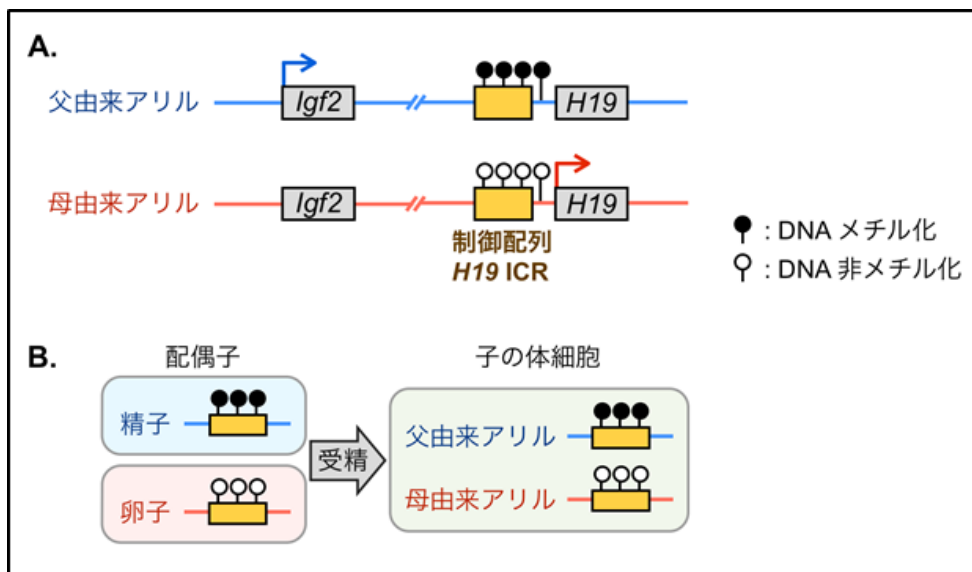 A.
父由来アリル Igf2 H19
母由来アリル Igf2 H19
制御配列
H19 ICR
: DNA メチル化
: DNA 非メチル化
B. 配偶子 子の体細胞
精子
卵子
受精
父由来アリル
母由来アリル